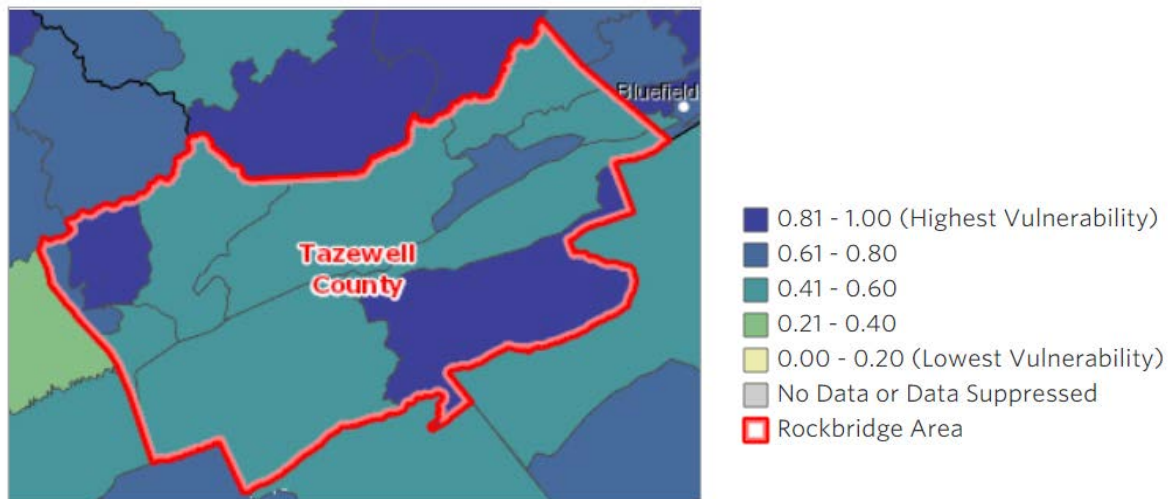 Bluefield
Tazewell
County
0.81 - 1.00 (Highest Vulnerability)
0.61 - 0.80
0.41 - 0.60
0.21 - 0.40
0.00 - 0.20 (Lowest Vulnerability)
No Data or Data Suppressed
Rockbridge Area